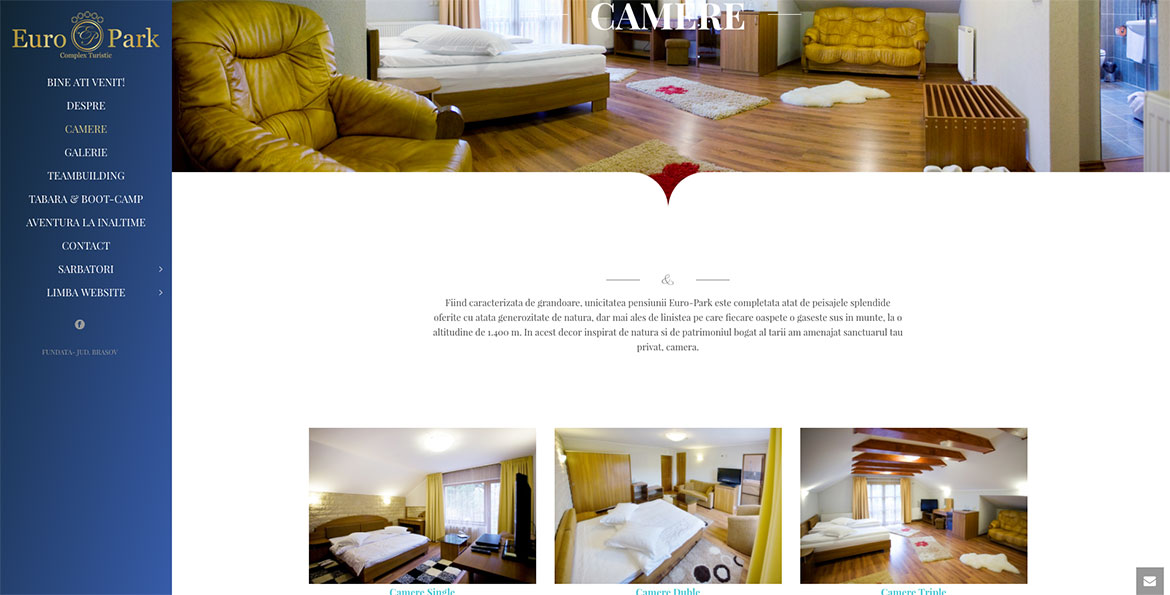 Euro Park
Complex Turistic
BINE ATI VENIT!
DESPRE
CAMERE
GALERIE
TEAMBUILDING
TABARA & BOOT-CAMP
AVENTURA LA INALTIME
CONTACT
SARBATORI
LIMBA WEBSITE
FUNDATA- JUD. BRASOV
CAMERE
&
Fiind caracterizata de grandoare, unicitatea pensiunii Euro-Park este completata atat de peisajele splendide
oferite cu atata generozitate de natura, dar mai ales de linistea pe care fiecare oaspete o gaseste sus in munte, la o
altitudine de 1.400 m. In acest decor inspirat de natura si de patrimoniul bogat al tarii am amenajat sanctuarul tau
privat, camera.
Camere Single
Camere Duble
Camere Triple